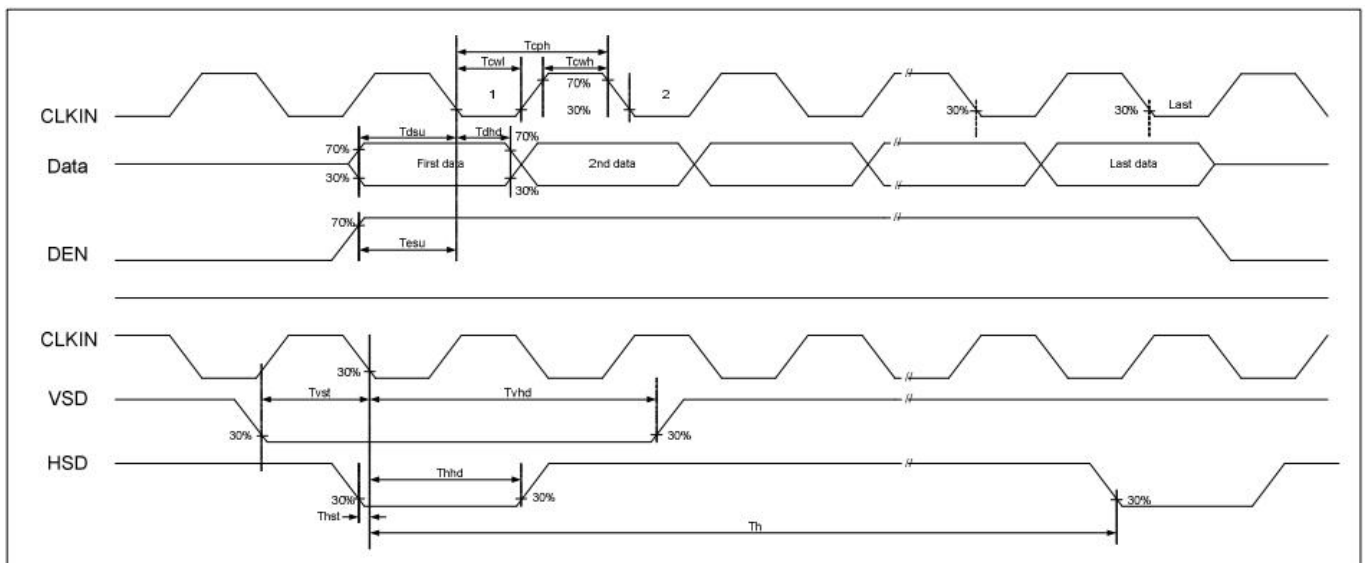 Tcph
Tcwl Tcwh
70%
1 2
CLKIN 30% 30% 30% Last
//
Tdsu Tdhd 70%
70%
Data First data 2nd data Last data
//
30% 30%
//
70%
DEN Tesu
//
CLKIN
30%
//
VSD Tvst Tvhd
//
30% 30%
HSD
//
Thhd
30% 30% 30%
Thst
Th